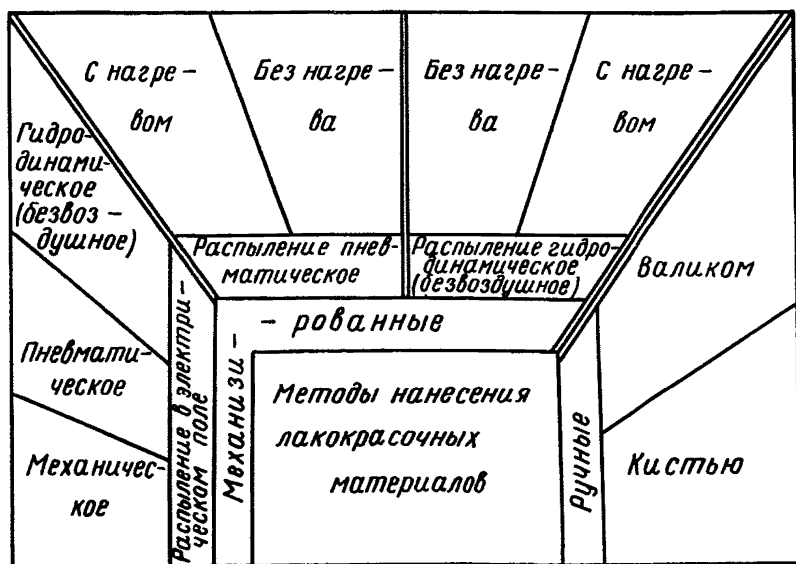 С нагре-
вом
Без нагре-
ва
Без нагре-
ва
С нагре-
вом
Гидро-
динами-
ческое
(безвоз-
душное)
Распыление пнев-
матическое
Распыление гидро-
динамическое
(безвоздушное)
Валиком
Пневмати-
ческое
Механичес-
кое
Распыление в электри-
ческом поле
Механизи-
- рованные
Методы нанесения
лакокрасочных
материалов
Ручные
Кистью